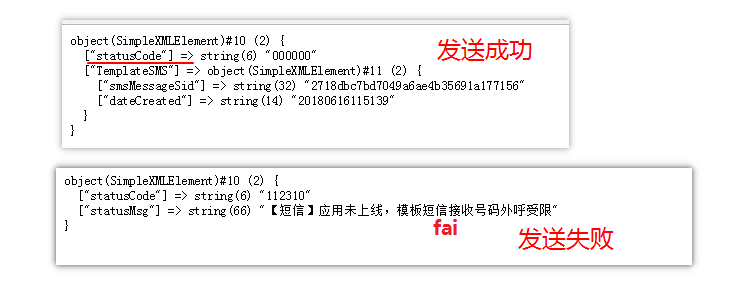 object(SimpleXMLElement)#10 (2) {
["statusCode"] => string(6) "000000"
发送成功
["TemplateSMS"] => object(SimpleXMLElement)#11 (2) {
["smsMessageSid"] => string(32) "2718dbc7bd7049a6ae4b35691a177156"
["dateCreated"] => string(14) "20180616115139"
}
}
object(SimpleXMLElement)#10 (2) {
["statusCode"] => string(6) "112310"
["statusMsg"] => string(66) "【短信】应用未上线，模板短信接收号码外呼受限"
}
fai
发送失败